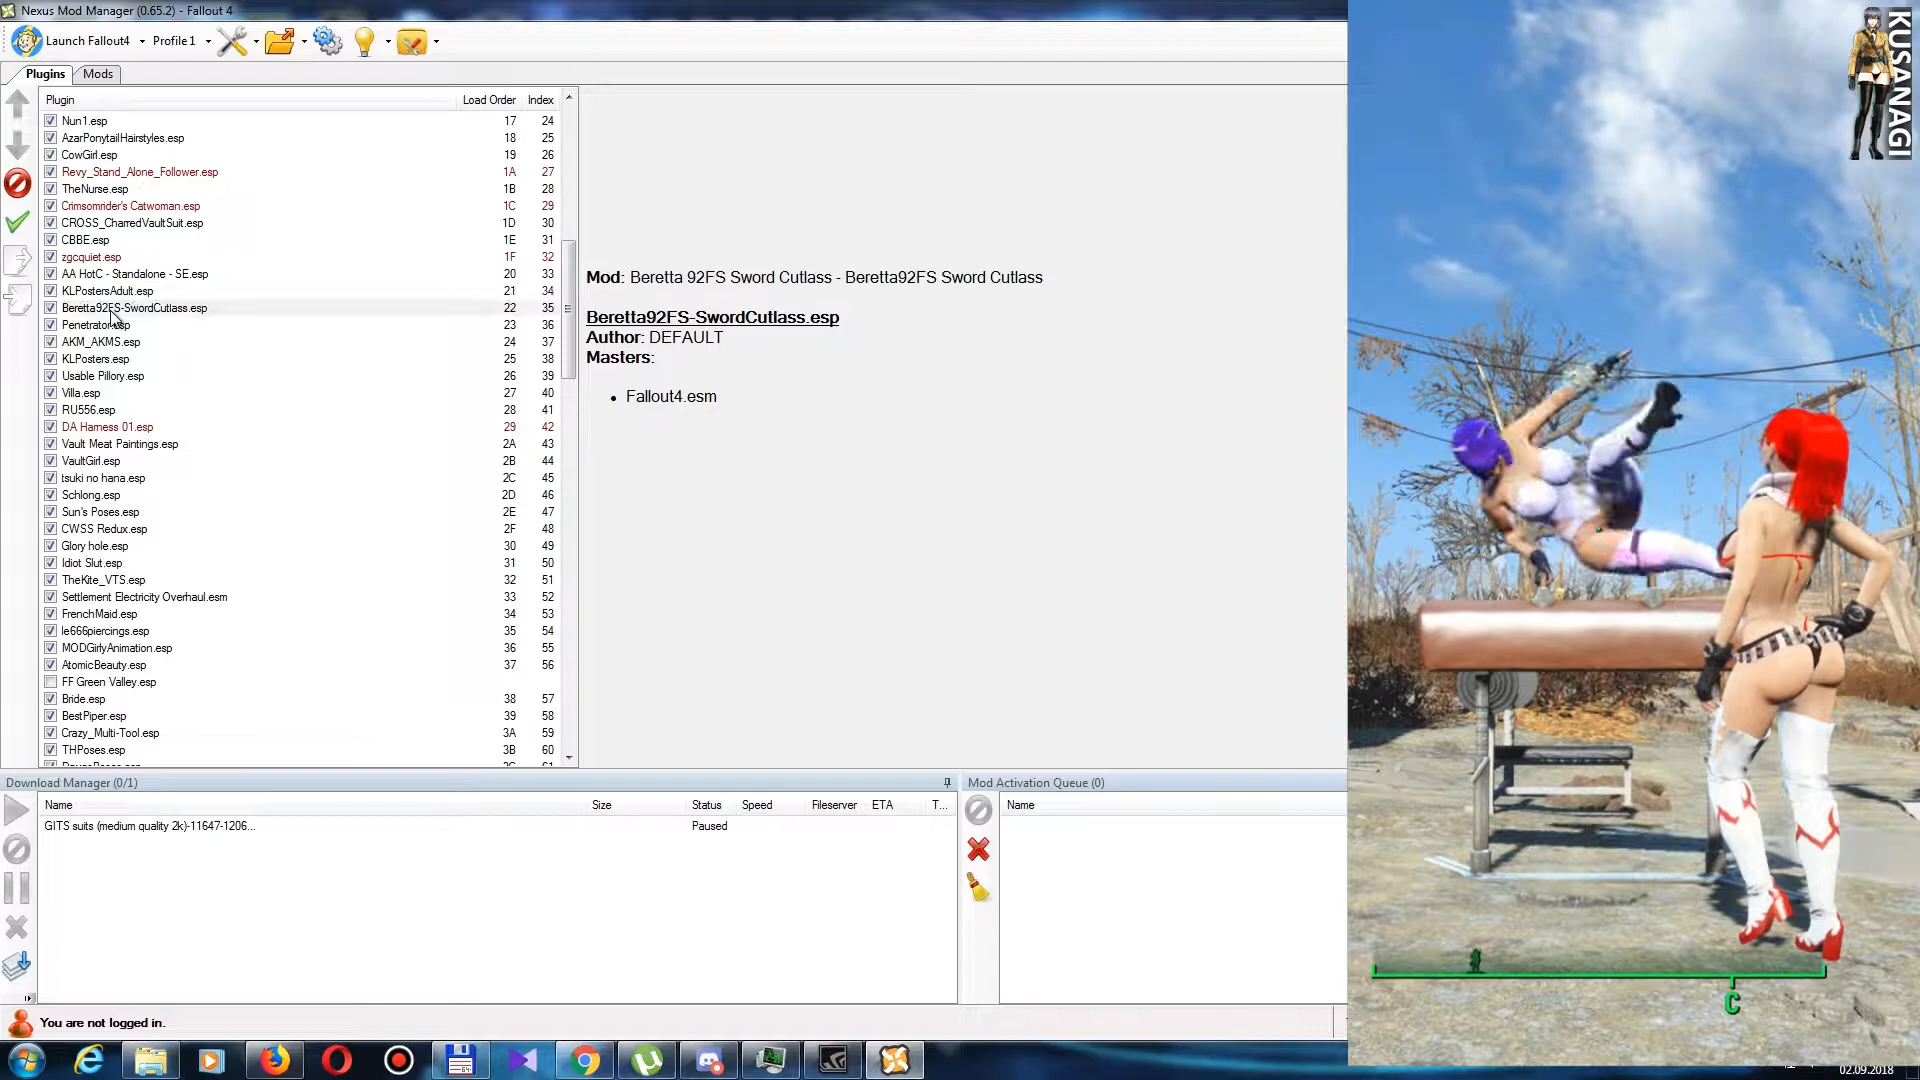 Nexus Mod Manager (0.65.2) - Fallout 4
Launch Fallout4
Profile1
Plugins
Mods
Plugin Load Order Index
Nun1.esp 17 24
AzarPonytailHairstyles.esp 18 25
CowGirl.esp 19 26
Revy_Stand_Alone_Follower.esp 1A 27
TheNurse.esp 1B 28
Crimsomrider's Catwoman.esp 1C 29
CROSS_CharredVaultSuit.esp 1D 30
CBBE.esp 1E 31
zgcquiet.esp 1F 32
AA HotC - Standalone - SE.esp 20 33
KLPostersAdult.esp 21 34
Beretta92FS-SwordCutlass.esp 22 35
Penetrator.esp 23 36
AKM_AKMS.esp 24 37
KLPosters.esp 25 38
Usable Pillory.esp 26 39
Villa.esp 27 40
RU556.esp 28 41
DA Harness 01.esp 29 42
Vault Meat Paintings.esp 2A 43
VaultGirl.esp 2B 44
tsuki no hana.esp 2C 45
Schlong.esp 2D 46
Sun's Poses.esp 2E 47
CWSS Redux.esp 2F 48
Glory hole.esp 30 49
Idiot Slut.esp 31 50
TheKite_VTS.esp 32 51
Settlement Electricity Overhaul.esm 33 52
FrenchMaid.esp 34 53
le666piercings.esp 35 54
MODGirlyAnimation.esp 36 55
AtomicBeauty.esp 37 56
FF Green Valley.esp
Bride.esp 38 57
BestPiper.esp 39 58
Crazy_Multi-Tool.esp 3A 59
THPoses.esp 3B 60
Mod: Beretta 92FS Sword Cutlass - Beretta92FS Sword Cutlass
Beretta92FS-SwordCutlass.esp
Author: DEFAULT
Masters:
• Fallout4.esm
KUSANAGI
C
Download Manager (0/1)
Name Size Status Speed Fileserver ETA T...
GITS suits (medium quality 2k)-11647-1206... Paused
Mod Activation Queue (0)
Name
You are not logged in.
64
02.09.2018